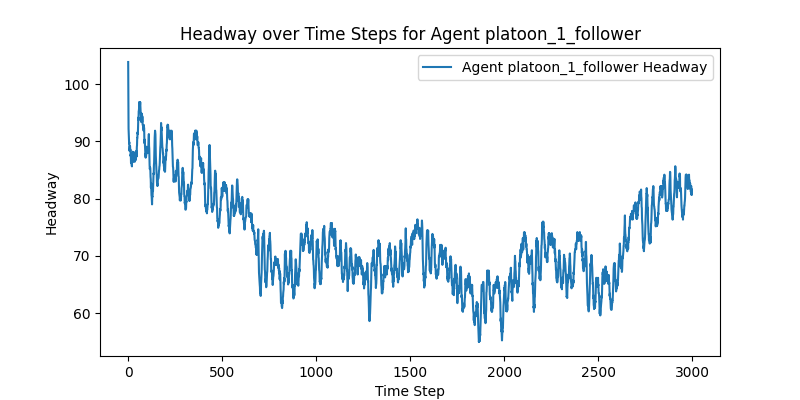 Headway over Time Steps for Agent platoon_1_follower
Agent platoon_1_follower Headway
100
90
80
70
60
Headway
0 500 1000 1500 2000 2500 3000
Time Step